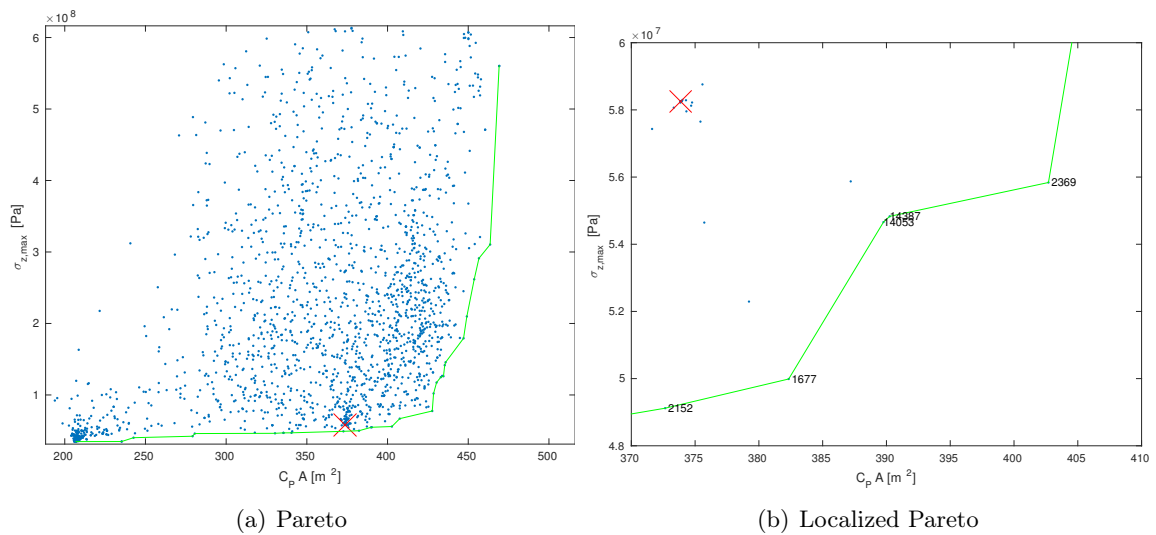 ×10^8
6
5
4
3
2
1
σ_z,max [Pa]
200 250 300 350 400 450 500
C_P A [m^2]
(a) Pareto
×10^7
6
5.8
5.6
5.4
5.2
5
4.8
σ_z,max [Pa]
2369
14387
14053
1677
2152
370 375 380 385 390 395 400 405 410
C_P A [m^2]
(b) Localized Pareto